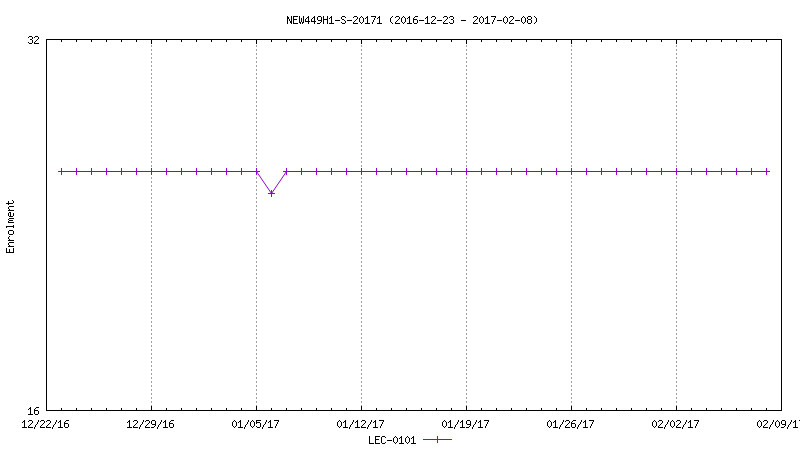 NEW449H1-S-20171 (2016-12-23 - 2017-02-08)
32
Enrolment
16
12/22/16 12/29/16 01/05/17 01/12/17 01/19/17 01/26/17 02/02/17 02/09/1
LEC-0101